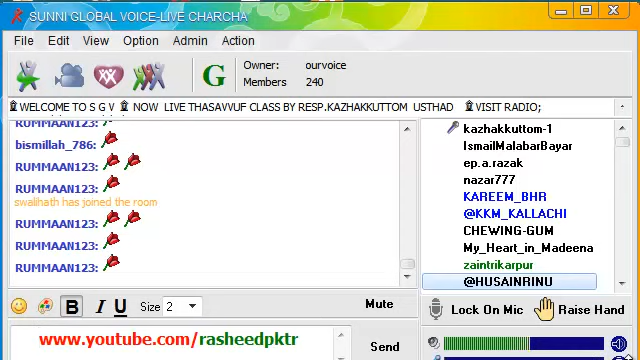 SUNNI GLOBAL VOICE-LIVE CHARCHA
File Edit View Option Admin Action
Owner: ourvoice
Members 240
G
WELCOME TO S G V NOW LIVE THASAVVUF CLASS BY RESP.KAZHAKKUTTOM USTHAD VISIT RADIO;
RUMMAAN123:
bismillah_786:
RUMMAAN123:
RUMMAAN123:
swalihath has joined the room
RUMMAAN123:
RUMMAAN123:
RUMMAAN123:
kazhakkuttom-1
IsmailMalabarBayar
ep.a.razak
nazar777
KAREEM_BHR
@KKM_KALLACHI
CHEWING-GUM
My_Heart_in_Madeena
zaintrikarpur
@HUSAINRINU
B I U Size 2 Mute
Lock On Mic Raise Hand
www.youtube.com/rasheedpktr
Send